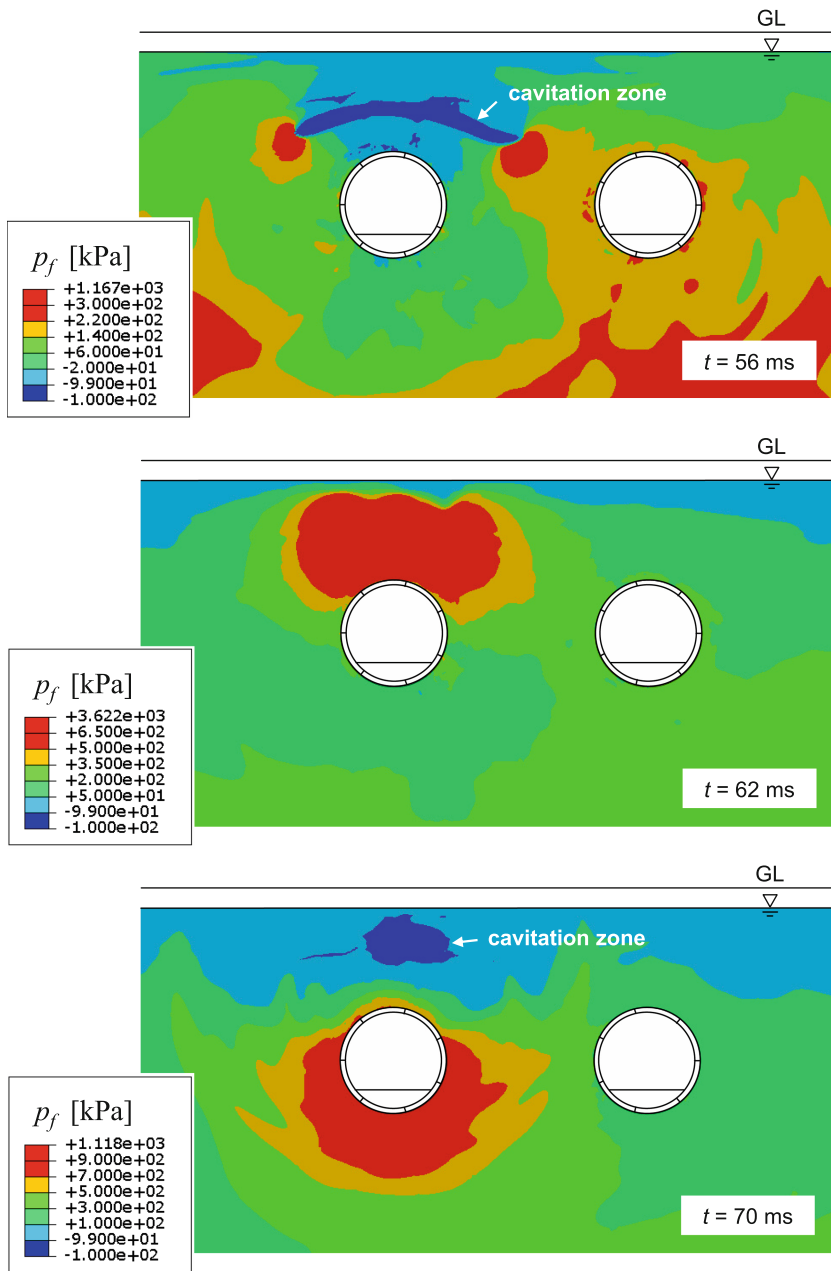 GL
cavitation zone
p_f [kPa]
+1.167e+03
+3.000e+02
+2.200e+02
+1.400e+02
+6.000e+01
-2.000e+01
-9.900e+01
-1.000e+02
t = 56 ms
GL
p_f [kPa]
+3.622e+03
+6.500e+02
+5.000e+02
+3.500e+02
+2.000e+02
+5.000e+01
-9.900e+01
-1.000e+02
t = 62 ms
GL
cavitation zone
p_f [kPa]
+1.118e+03
+9.000e+02
+7.000e+02
+5.000e+02
+3.000e+02
+1.000e+02
-9.900e+01
-1.000e+02
t = 70 ms